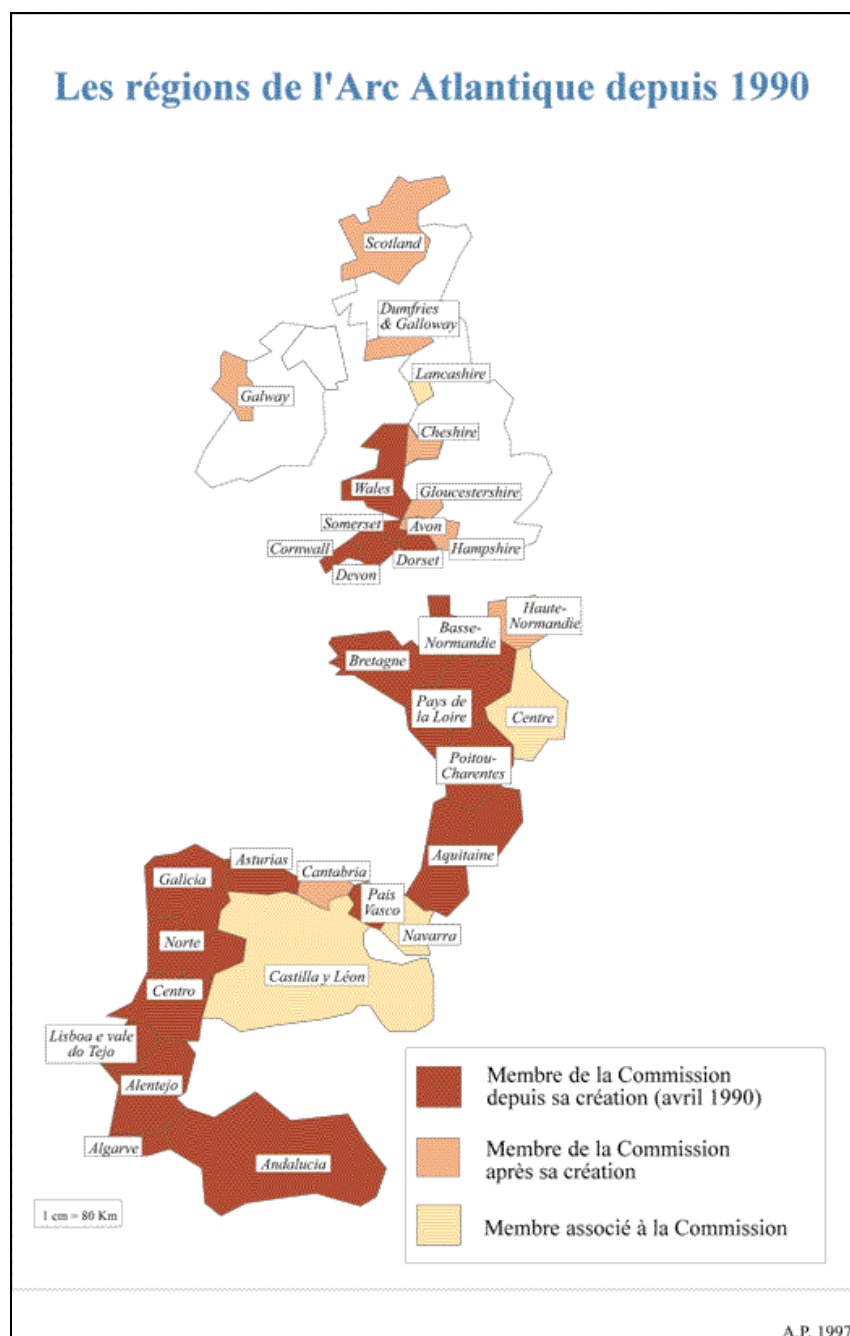 Les régions de l'Arc Atlantique depuis 1990
Scotland
Dumfries
& Galloway
Lancashire
Galway
Cheshire
Wales
Gloucestershire
Somerset
Avon
Cornwall
Hampshire
Dorset
Devon
Haute-
Normandie
Basse-
Normandie
Bretagne
Pays de
la Loire
Centre
Poitou-
Charentes
Aquitaine
Asturias
Cantabria
Galicia
País
Vasco
Navarra
Norte
Castilla y Léon
Centro
Lisboa e vale
do Tejo
Alentejo
Algarve
Andalucia
Membre de la Commission
depuis sa création (avril 1990)
Membre de la Commission
après sa création
Membre associé à la Commission
1 cm = 80 Km
A.P. 1997